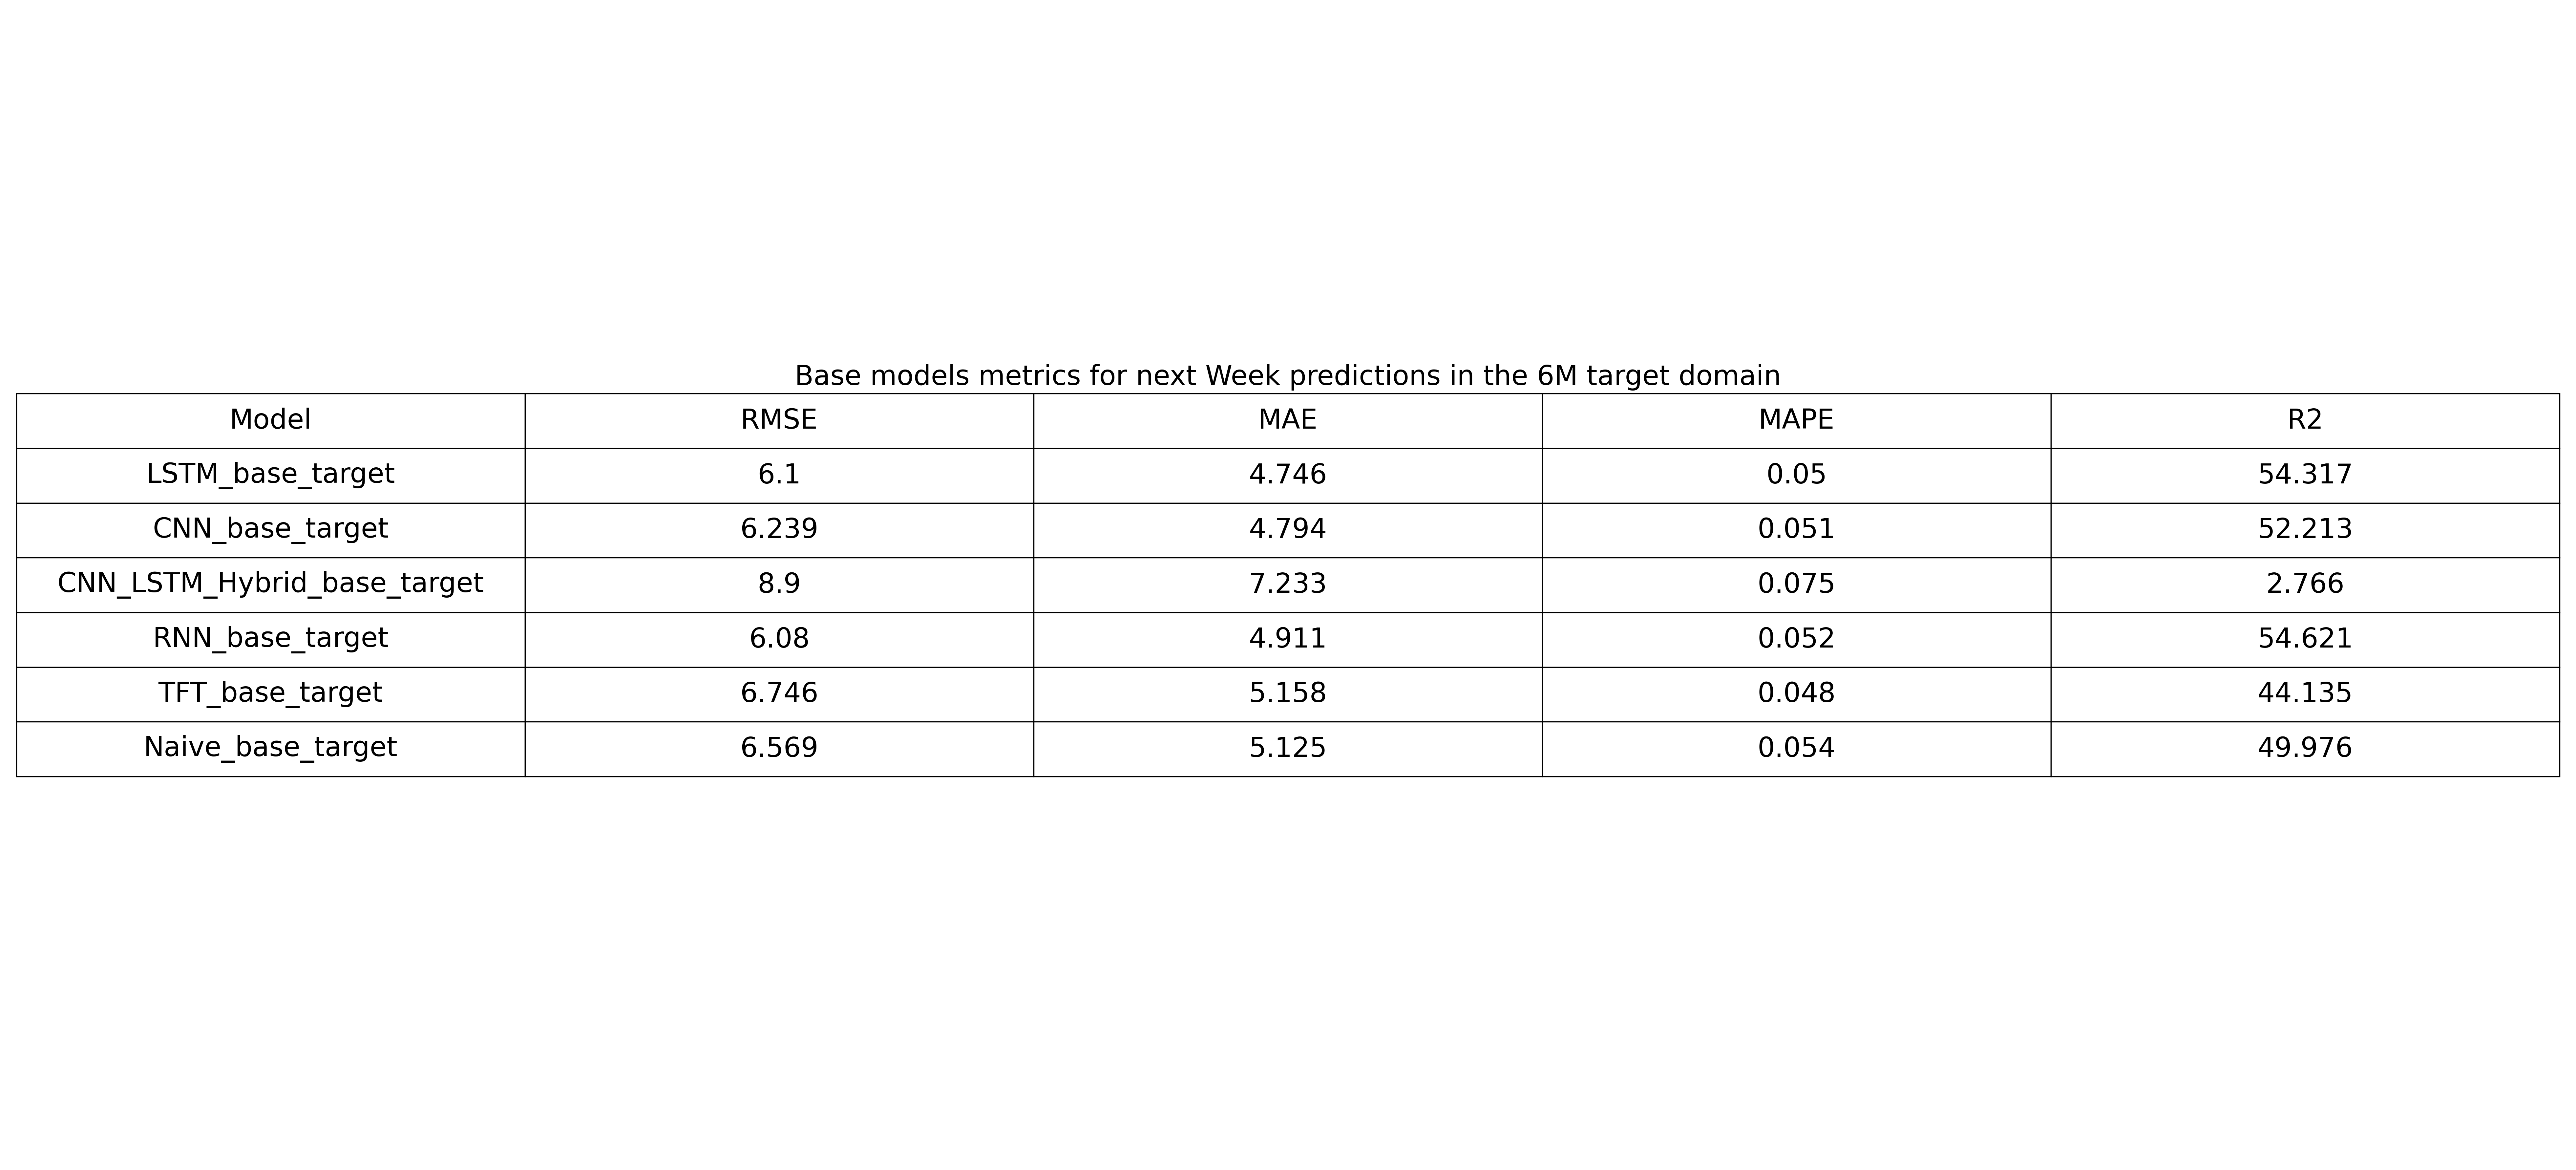 Base models metrics for next Week predictions in the 6M target domain
Model RMSE MAE MAPE R2
LSTM_base_target 6.1 4.746 0.05 54.317
CNN_base_target 6.239 4.794 0.051 52.213
CNN_LSTM_Hybrid_base_target 8.9 7.233 0.075 2.766
RNN_base_target 6.08 4.911 0.052 54.621
TFT_base_target 6.746 5.158 0.048 44.135
Naive_base_target 6.569 5.125 0.054 49.976